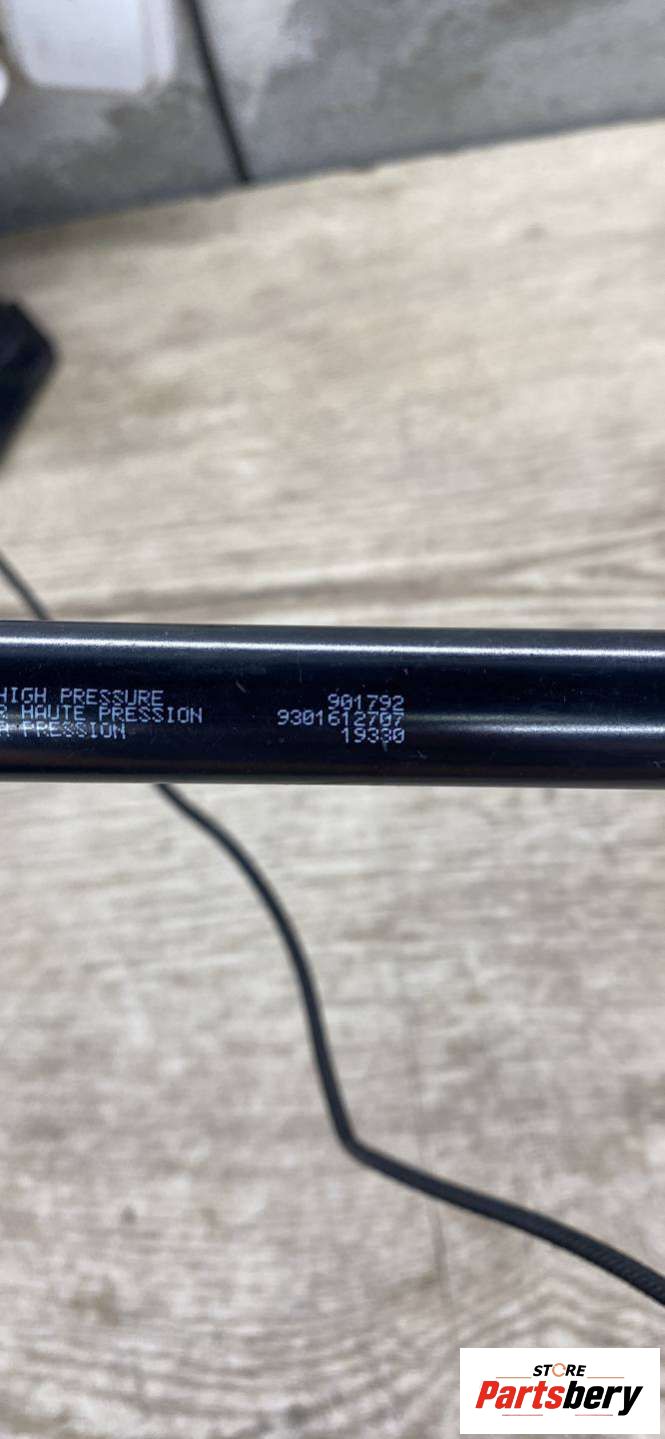 HIGH PRESSURE
HAUTE PRESSION
PRESSION
901792
9301612707
19330
STORE
Partsbery